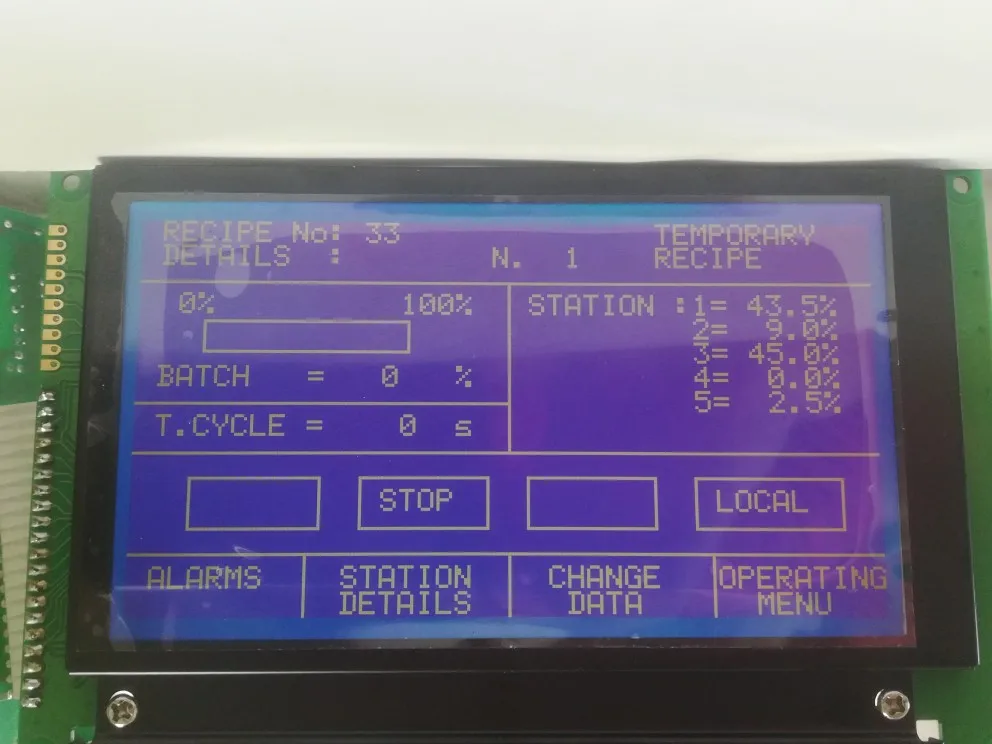 RECIPE No: 33
DETAILS :
N. 1
TEMPORARY
RECIPE
0% 100%
BATCH = 0 %
T.CYCLE = 0 s
STATION :1= 43.5%
2= 9.0%
3= 45.0%
4= 0.0%
5= 2.5%
STOP
LOCAL
ALARMS
STATION
DETAILS
CHANGE
DATA
OPERATING
MENU